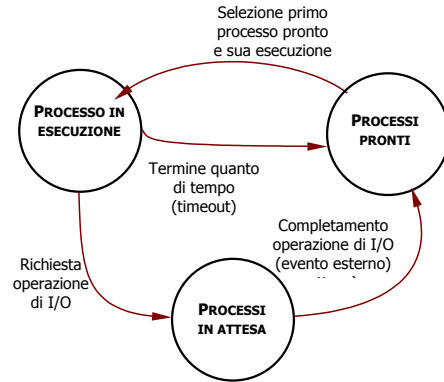 Selezione primo
processo pronto
e sua esecuzione
PROCESSO IN
ESECUZIONE
PROCESSI
PRONTI
Termine quanto
di tempo
(timeout)
Completamento
operazione di I/O
(evento esterno)
Richiesta
operazione
di I/O
PROCESSI
IN ATTESA